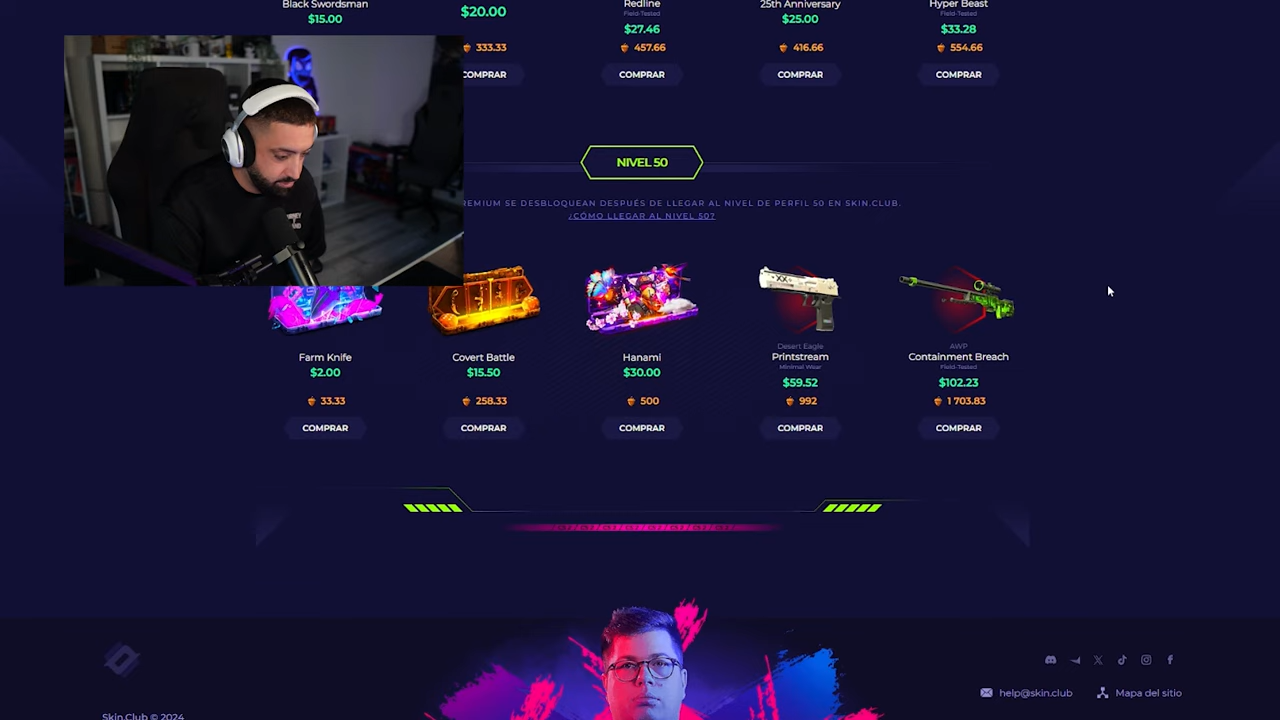 Black Swordsman
$15.00
$20.00
333.33
COMPRAR
Redline
Field-Tested
$27.46
457.66
COMPRAR
25th Anniversary
$25.00
416.66
COMPRAR
Hyper Beast
Field-Tested
$33.28
554.66
COMPRAR
NIVEL 50
SE DESBLOQUEAN DESPUÉS DE LLEGAR AL NIVEL DE PERFIL 50 EN SKIN.CLUB.
¿CÓMO LLEGAR AL NIVEL 50?
Farm Knife
$2.00
33.33
COMPRAR
Covert Battle
$15.50
258.33
COMPRAR
Hanami
$30.00
500
COMPRAR
Desert Eagle
Printstream
Minimal Wear
$59.52
992
COMPRAR
AWP
Containment Breach
Field-Tested
$102.23
1 703.83
COMPRAR
help@skin.club
Mapa del sitio
Skin.Club © 2024